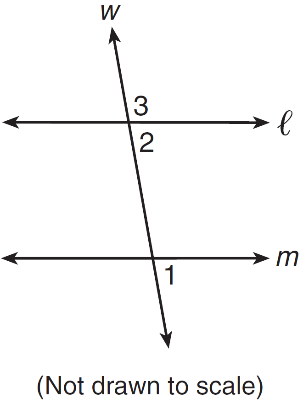 w
3
ℓ
2
m
1
(Not drawn to scale)